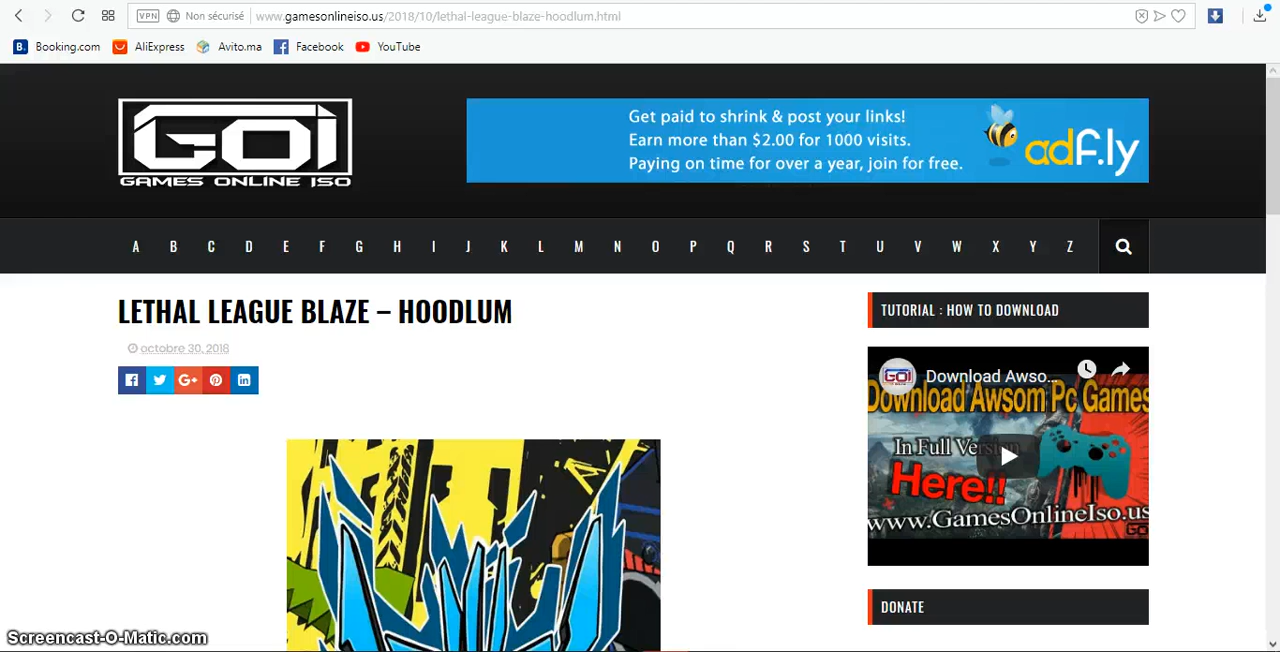 VPN Non sécurisé www.gamesonlineiso.us/2018/10/lethal-league-blaze-hoodlum.html
B. Booking.com AliExpress Avito.ma Facebook YouTube
GOI
GAMES ONLINE ISO
Get paid to shrink & post your links!
Earn more than $2.00 for 1000 visits.
Paying on time for over a year, join for free.
adf.ly
A B C D E F G H I J K L M N O P Q R S T U V W X Y Z
LETHAL LEAGUE BLAZE – HOODLUM
octobre 30, 2018
TUTORIAL : HOW TO DOWNLOAD
GOI
Download Awso...
Download Awsom Pc Games
In Full Version
Here!!
www.GamesOnlineIso.us
GOI
DONATE
Screencast-O-Matic.com